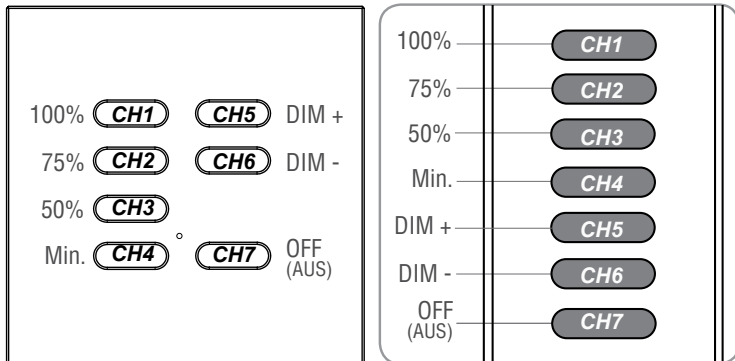 100% CH1 CH5 DIM +
75% CH2 CH6 DIM -
50% CH3
Min. CH4 CH7 OFF
(AUS)
100% CH1
75% CH2
50% CH3
Min. CH4
DIM + CH5
DIM - CH6
OFF
(AUS) CH7